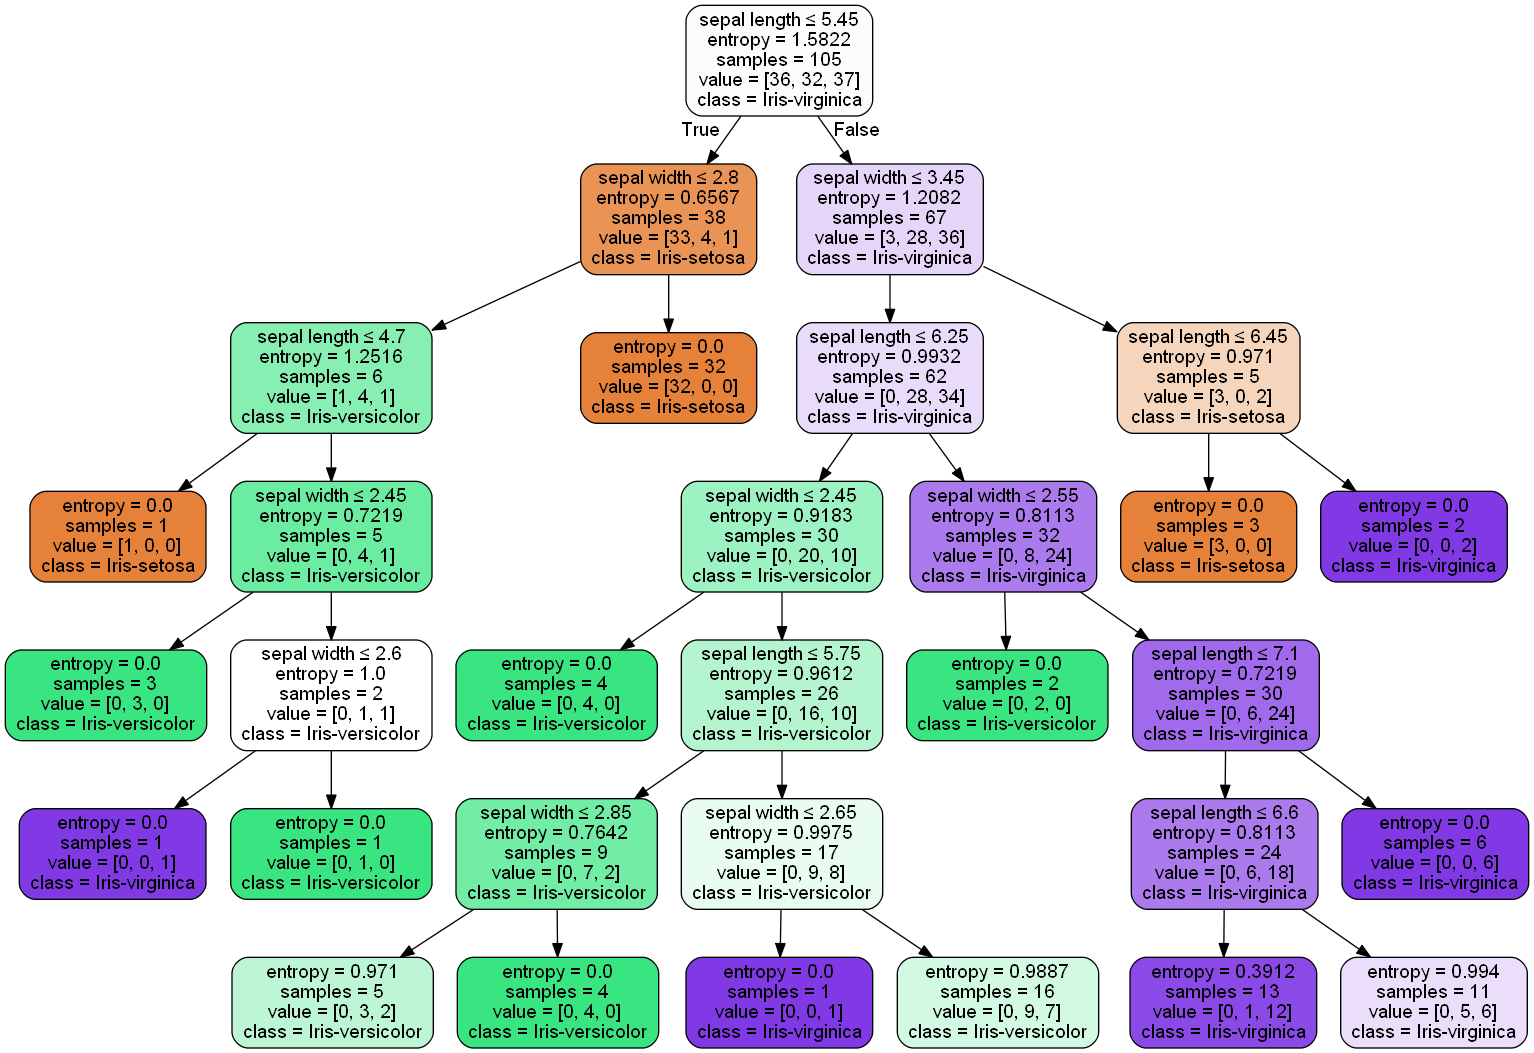 sepal length ≤ 5.45
entropy = 1.5822
samples = 105
value = [36, 32, 37]
class = Iris-virginica
True
False
sepal width ≤ 2.8
entropy = 0.6567
samples = 38
value = [33, 4, 1]
class = Iris-setosa
sepal width ≤ 3.45
entropy = 1.2082
samples = 67
value = [3, 28, 36]
class = Iris-virginica
sepal length ≤ 4.7
entropy = 1.2516
samples = 6
value = [1, 4, 1]
class = Iris-versicolor
entropy = 0.0
samples = 32
value = [32, 0, 0]
class = Iris-setosa
sepal length ≤ 6.25
entropy = 0.9932
samples = 62
value = [0, 28, 34]
class = Iris-virginica
sepal length ≤ 6.45
entropy = 0.971
samples = 5
value = [3, 0, 2]
class = Iris-setosa
entropy = 0.0
samples = 1
value = [1, 0, 0]
class = Iris-setosa
sepal width ≤ 2.45
entropy = 0.7219
samples = 5
value = [0, 4, 1]
class = Iris-versicolor
sepal width ≤ 2.45
entropy = 0.9183
samples = 30
value = [0, 20, 10]
class = Iris-versicolor
sepal width ≤ 2.55
entropy = 0.8113
samples = 32
value = [0, 8, 24]
class = Iris-virginica
entropy = 0.0
samples = 3
value = [3, 0, 0]
class = Iris-setosa
entropy = 0.0
samples = 2
value = [0, 0, 2]
class = Iris-virginica
entropy = 0.0
samples = 3
value = [0, 3, 0]
class = Iris-versicolor
sepal width ≤ 2.6
entropy = 1.0
samples = 2
value = [0, 1, 1]
class = Iris-versicolor
entropy = 0.0
samples = 4
value = [0, 4, 0]
class = Iris-versicolor
sepal length ≤ 5.75
entropy = 0.9612
samples = 26
value = [0, 16, 10]
class = Iris-versicolor
entropy = 0.0
samples = 2
value = [0, 2, 0]
class = Iris-versicolor
sepal length ≤ 7.1
entropy = 0.7219
samples = 30
value = [0, 6, 24]
class = Iris-virginica
entropy = 0.0
samples = 1
value = [0, 0, 1]
class = Iris-virginica
entropy = 0.0
samples = 1
value = [0, 1, 0]
class = Iris-versicolor
sepal width ≤ 2.85
entropy = 0.7642
samples = 9
value = [0, 7, 2]
class = Iris-versicolor
sepal width ≤ 2.65
entropy = 0.9975
samples = 17
value = [0, 9, 8]
class = Iris-versicolor
sepal length ≤ 6.6
entropy = 0.8113
samples = 24
value = [0, 6, 18]
class = Iris-virginica
entropy = 0.0
samples = 6
value = [0, 0, 6]
class = Iris-virginica
entropy = 0.971
samples = 5
value = [0, 3, 2]
class = Iris-versicolor
entropy = 0.0
samples = 4
value = [0, 4, 0]
class = Iris-versicolor
entropy = 0.0
samples = 1
value = [0, 0, 1]
class = Iris-virginica
entropy = 0.9887
samples = 16
value = [0, 9, 7]
class = Iris-versicolor
entropy = 0.3912
samples = 13
value = [0, 1, 12]
class = Iris-virginica
entropy = 0.994
samples = 11
value = [0, 5, 6]
class = Iris-virginica